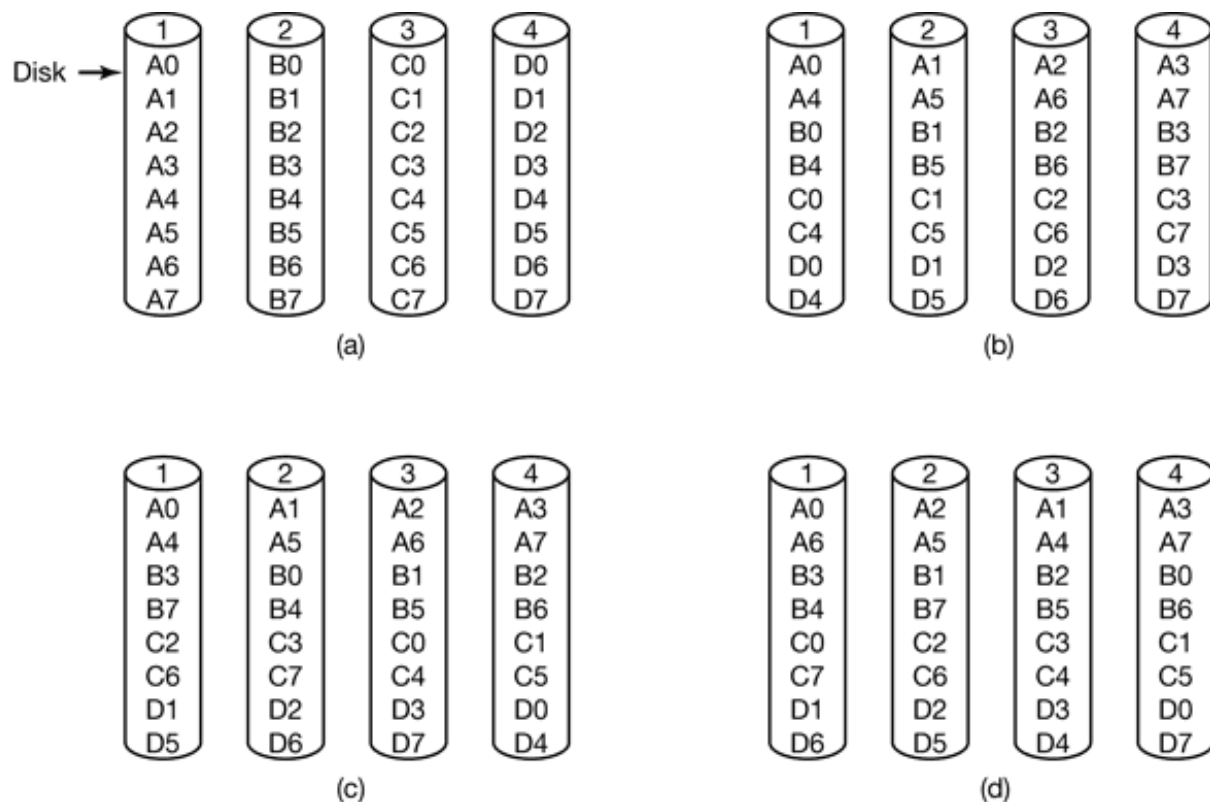 1 2 3 4
Disk A0 B0 C0 D0
A1 B1 C1 D1
A2 B2 C2 D2
A3 B3 C3 D3
A4 B4 C4 D4
A5 B5 C5 D5
A6 B6 C6 D6
A7 B7 C7 D7
(a)
1 2 3 4
A0 A1 A2 A3
A4 A5 A6 A7
B0 B1 B2 B3
B4 B5 B6 B7
C0 C1 C2 C3
C4 C5 C6 C7
D0 D1 D2 D3
D4 D5 D6 D7
(b)
1 2 3 4
A0 A1 A2 A3
A4 A5 A6 A7
B3 B0 B1 B2
B7 B4 B5 B6
C2 C3 C0 C1
C6 C7 C4 C5
D1 D2 D3 D0
D5 D6 D7 D4
(c)
1 2 3 4
A0 A2 A1 A3
A6 A5 A4 A7
B3 B1 B2 B0
B4 B7 B5 B6
C0 C2 C3 C1
C7 C6 C4 C5
D1 D2 D3 D0
D6 D5 D4 D7
(d)